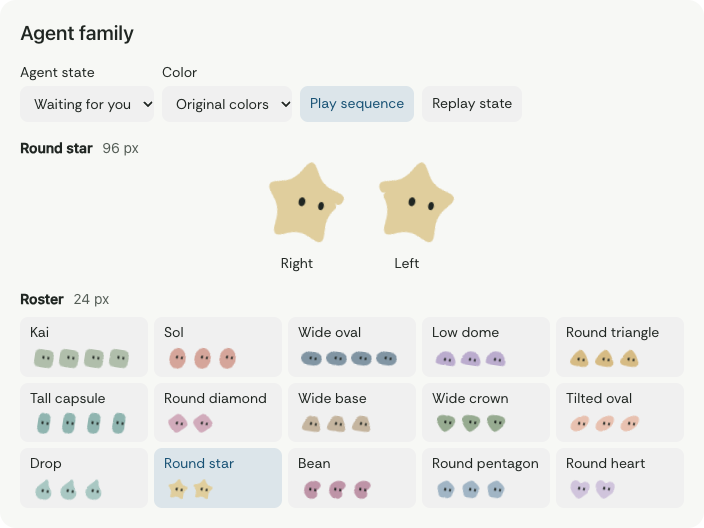 Agent family
Agent state Color
Waiting for you Original colors Play sequence Replay state
Round star 96 px
Right Left
Roster 24 px
Kai Sol Wide oval Low dome Round triangle
Tall capsule Round diamond Wide base Wide crown Tilted oval
Drop Round star Bean Round pentagon Round heart